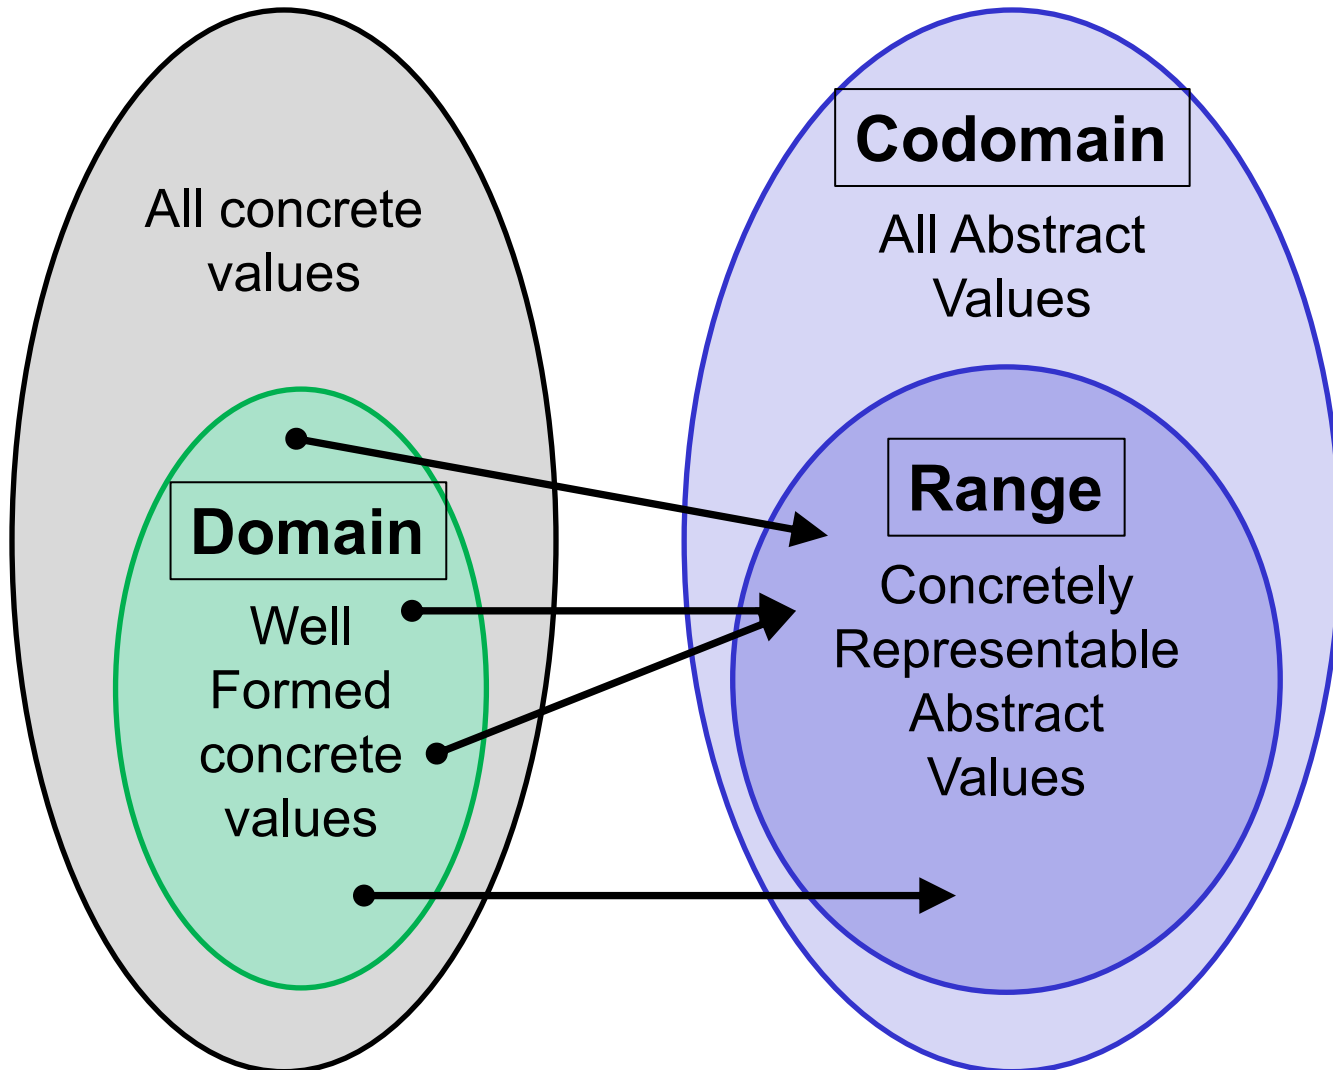 All concrete
values
Domain
Well
Formed
concrete
values
Codomain
All Abstract
Values
Range
Concretely
Representable
Abstract
Values